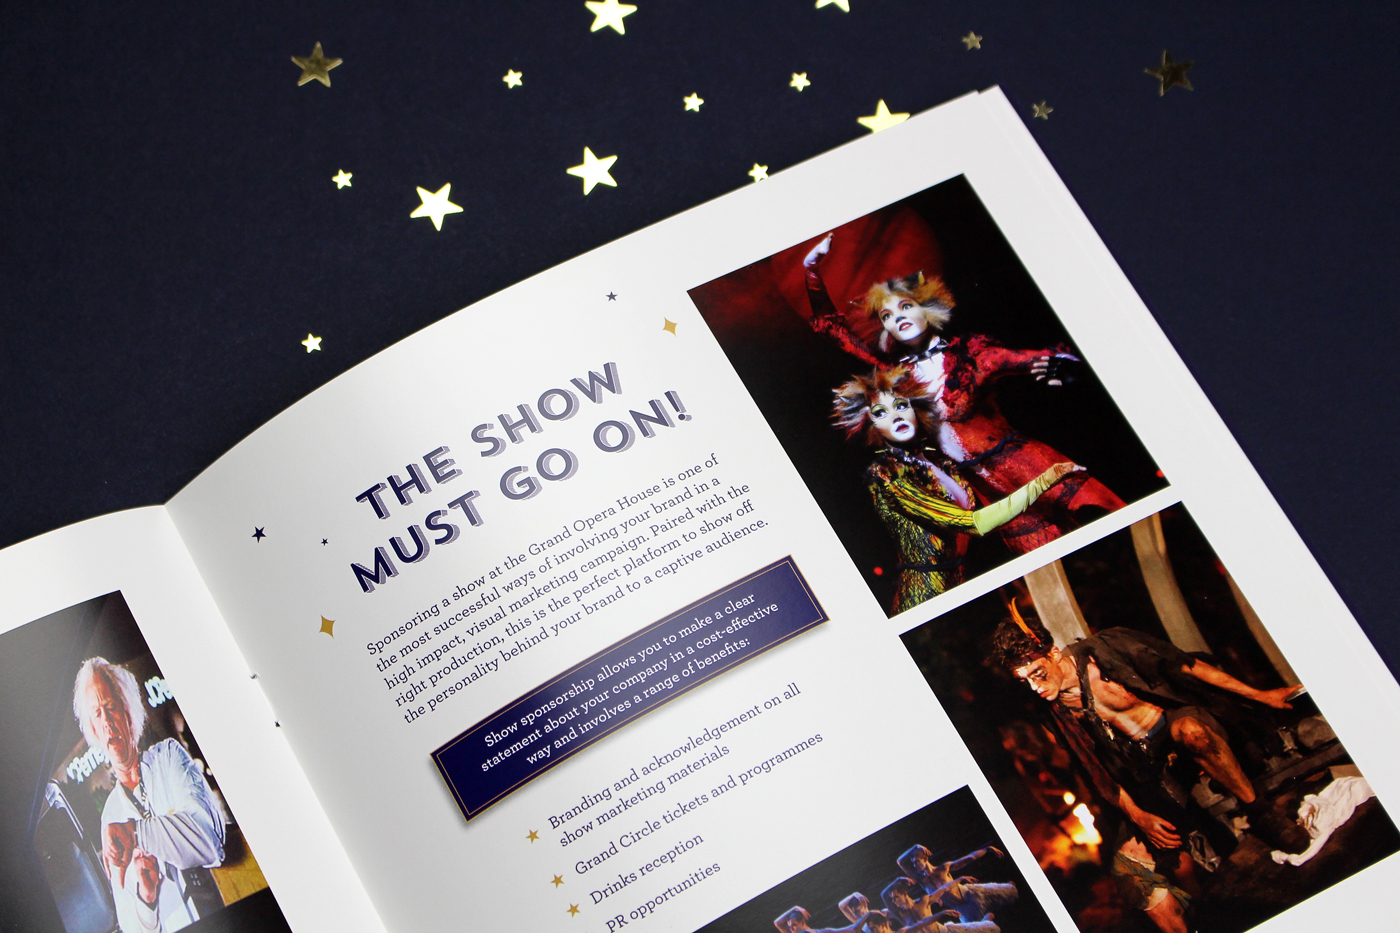 THE SHOW
MUST GO ON!
Sponsoring a show at the Grand Opera House is one of
the most successful ways of involving your brand in a
high impact, visual marketing campaign. Paired with the
right production, this is the perfect platform to show off
the personality behind your brand to a captive audience.
Show sponsorship allows you to make a clear
statement about your company in a cost-effective
way and involves a range of benefits:
Branding and acknowledgement on all
show marketing materials
Grand Circle tickets and programmes
Drinks reception
PR opportunities